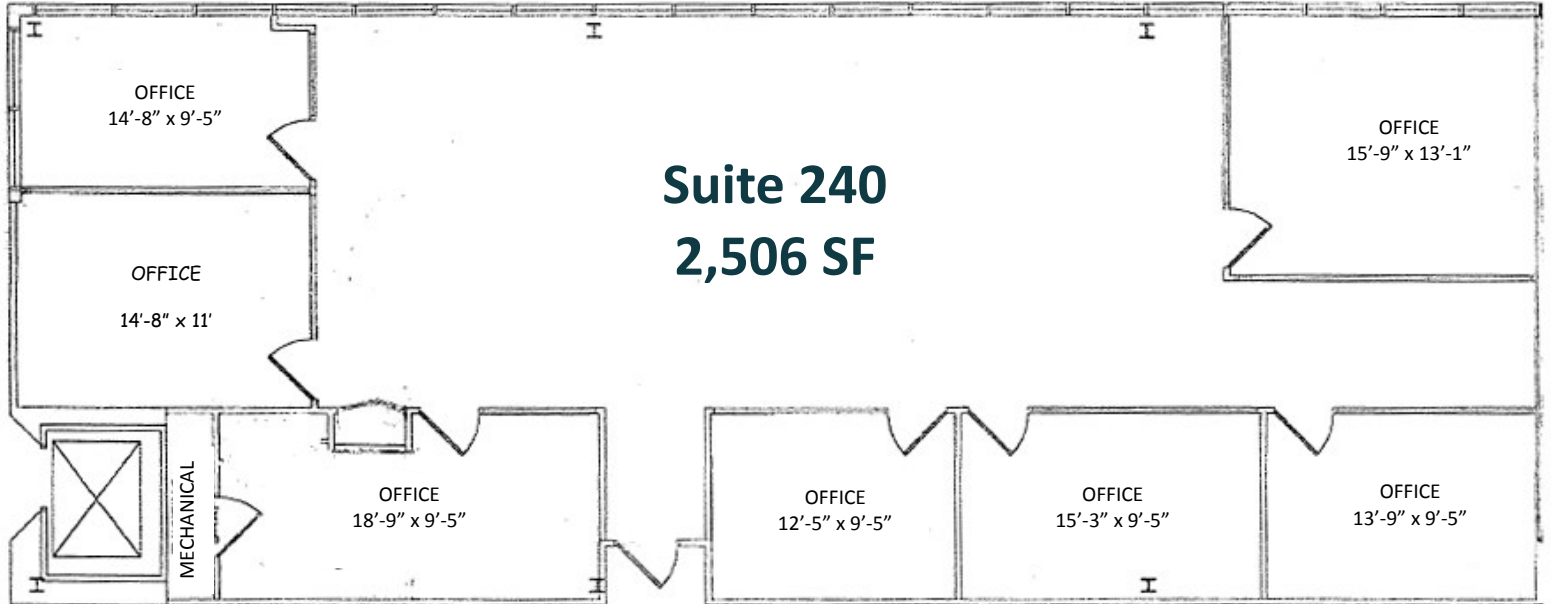 OFFICE
14’-8” x 9’-5”
OFFICE
15’-9” x 13’-1”
Suite 240
2,506 SF
OFFICE
14'-8" x 11'
MECHANICAL
OFFICE
18’-9” x 9’-5”
OFFICE
12’-5” x 9’-5”
OFFICE
15’-3” x 9’-5”
OFFICE
13’-9” x 9’-5”